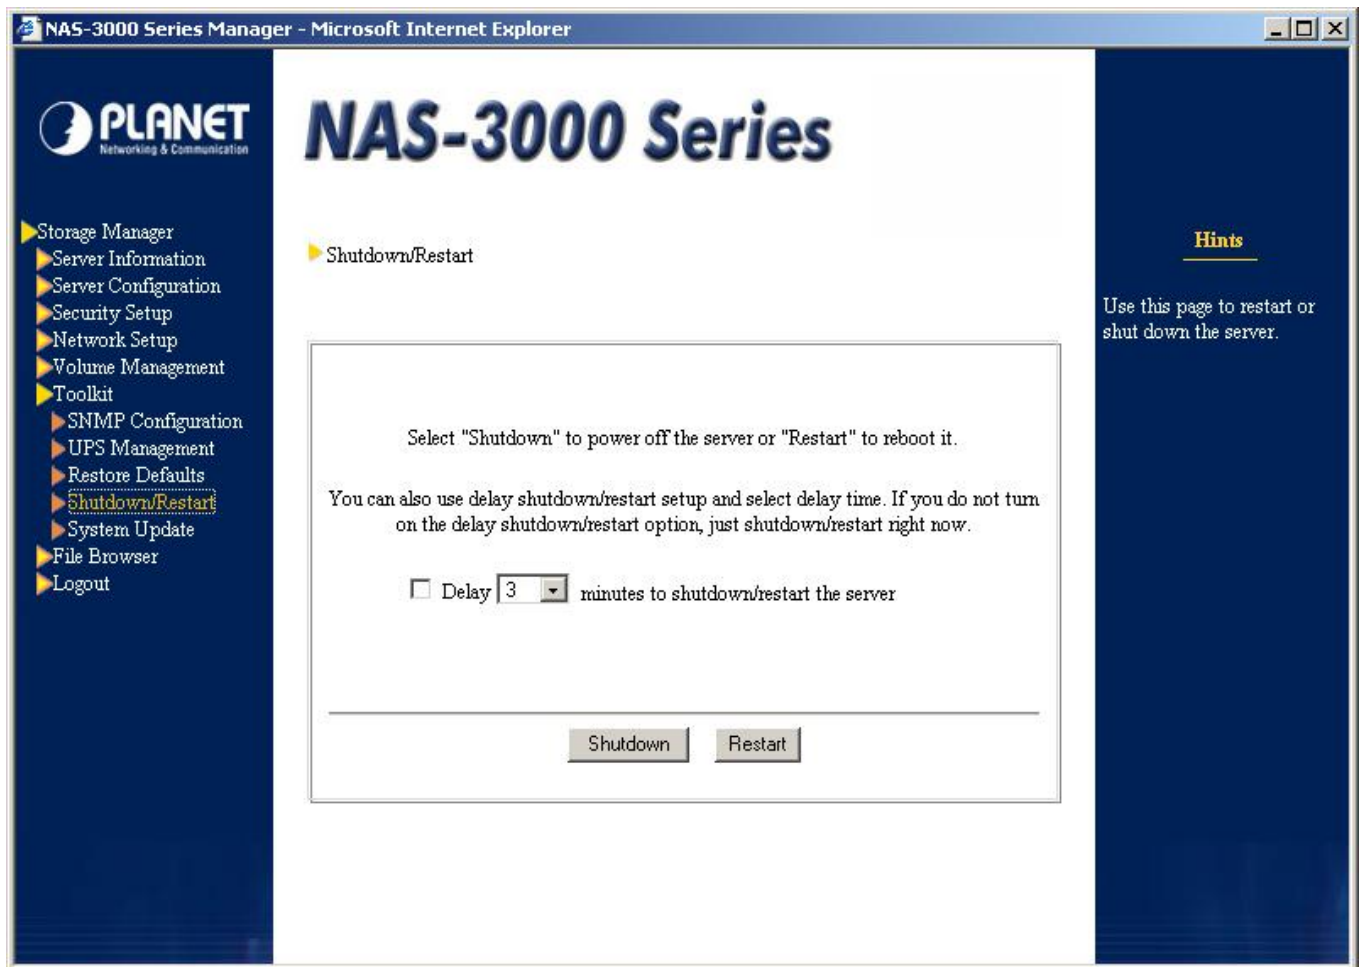 NAS-3000 Series Manager - Microsoft Internet Explorer
PLANET
Networking & Communication
NAS-3000 Series
Storage Manager
Server Information
Server Configuration
Security Setup
Network Setup
Volume Management
Toolkit
SNMP Configuration
UPS Management
Restore Defaults
Shutdown/Restart
System Update
File Browser
Logout
Shutdown/Restart
Select "Shutdown" to power off the server or "Restart" to reboot it.
You can also use delay shutdown/restart setup and select delay time. If you do not turn
on the delay shutdown/restart option, just shutdown/restart right now.
Delay 3 minutes to shutdown/restart the server
Shutdown Restart
Hints
Use this page to restart or
shut down the server.